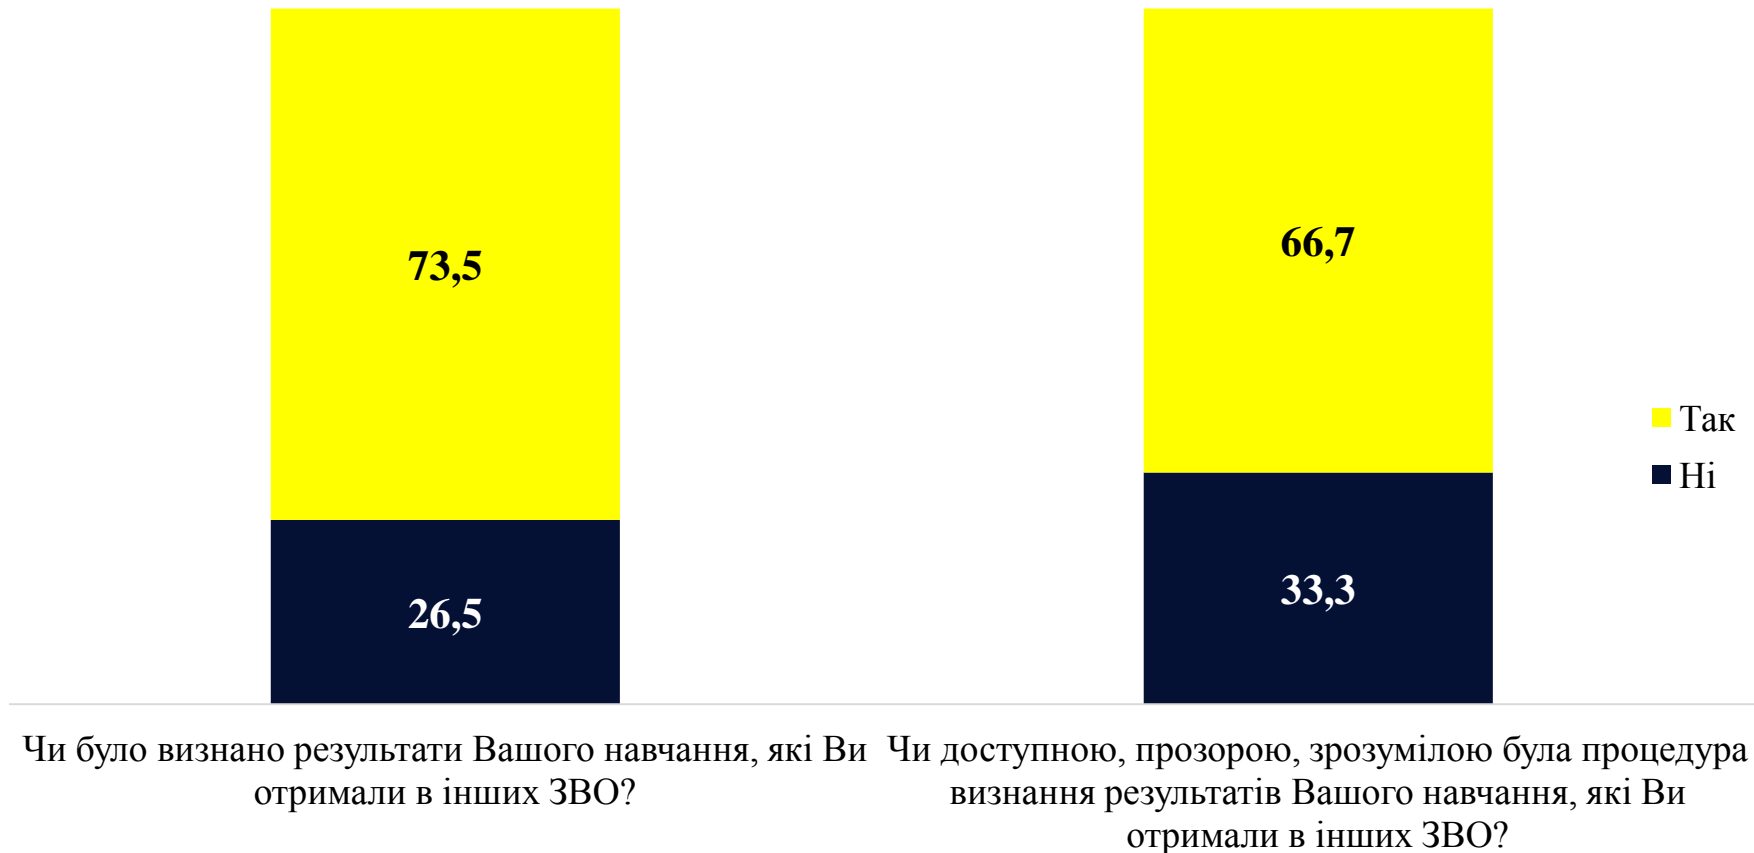 73,5
26,5
66,7
33,3
Так
Ні
Чи було визнано результати Вашого навчання, які Ви
отримали в інших ЗВО?
Чи доступною, прозорою, зрозумілою була процедура
визнання результатів Вашого навчання, які Ви
отримали в інших ЗВО?